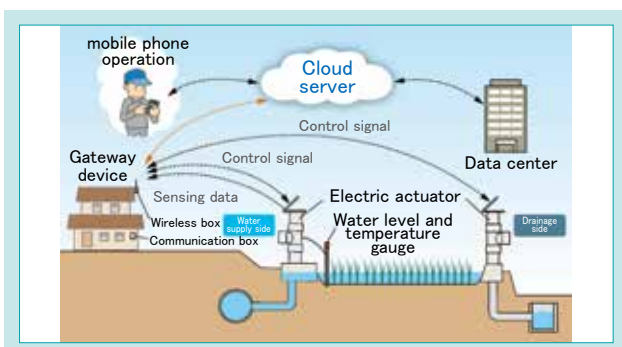 mobile phone
operation
Cloud
server
Control signal
Data center
Gateway
device
Control signal
Sensing data
Electric actuator
Wireless box
Communication box
Water
supply side
Water level and
temperature
gauge
Drainage
side